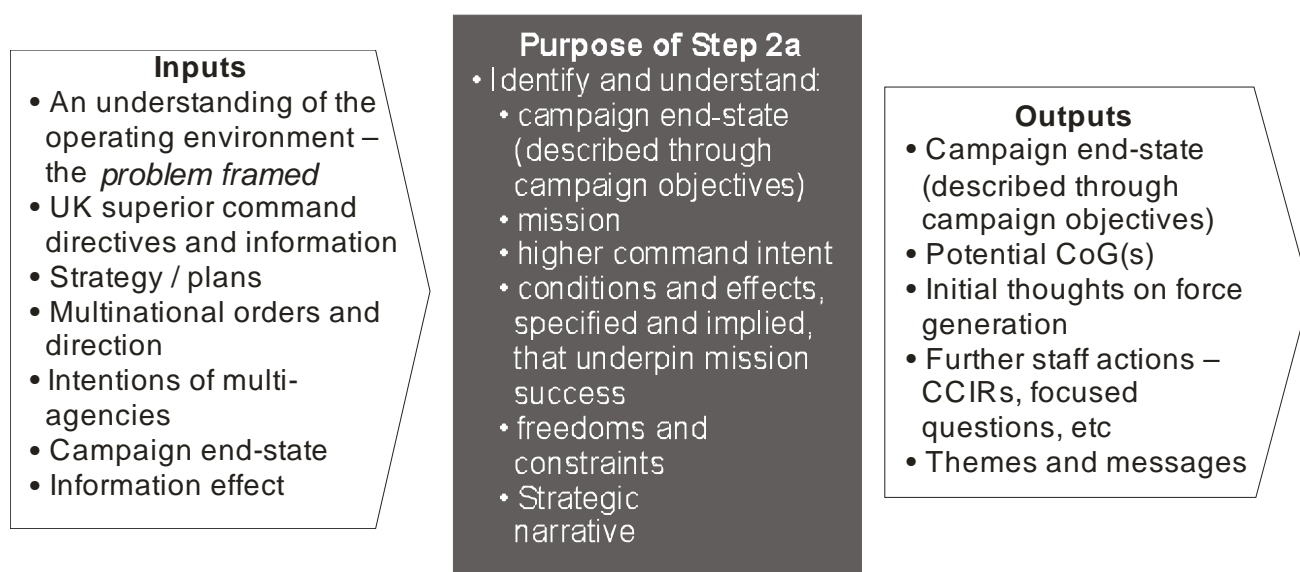 Inputs
• An understanding of the
operating environment –
the problem framed
• UK superior command
directives and information
• Strategy / plans
• Multinational orders and
direction
• Intentions of multi-
agencies
• Campaign end-state
• Information effect
Purpose of Step 2a
• Identify and understand:
• campaign end-state
(described through
campaign objectives)
• mission
• higher command intent
• conditions and effects,
specified and implied,
that underpin mission
success
• freedoms and
constraints
• Strategic
narrative
Outputs
• Campaign end-state
(described through
campaign objectives)
• Potential CoG(s)
• Initial thoughts on force
generation
• Further staff actions –
CCIRs, focused
questions, etc
• Themes and messages